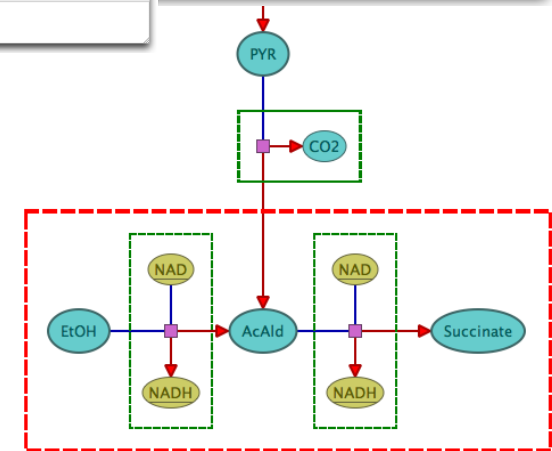 PYR
CO2
NAD
NAD
EtOH
AcAld
Succinate
NADH
NADH